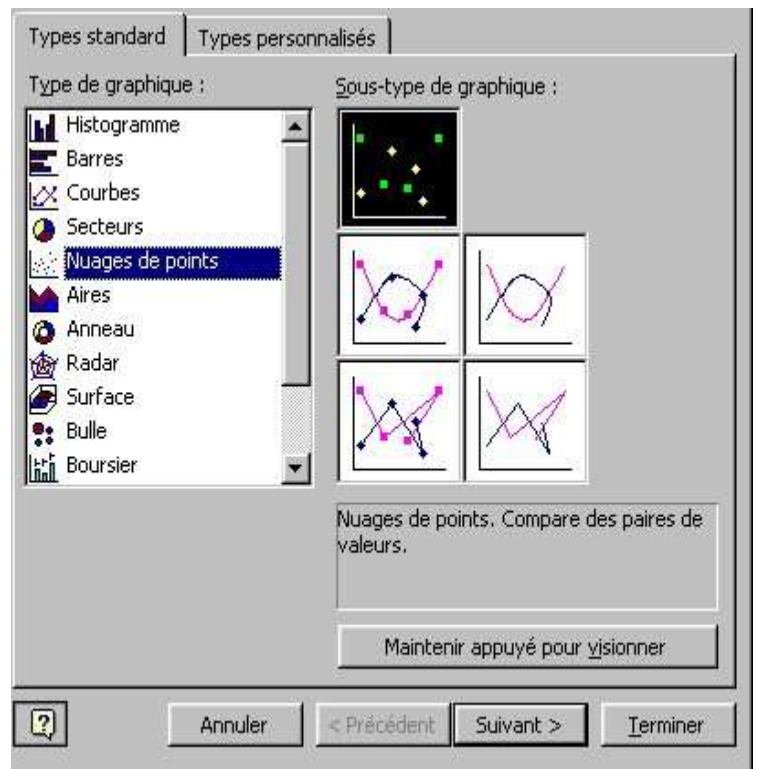 Types standard
Types personnalisés
Type de graphique :
Histogramme
Barres
Courbes
Secteurs
Nuages de points
Aires
Anneau
Radar
Surface
Bulle
Boursier
Sous-type de graphique :
Nuages de points. Compare des paires de
valeurs.
Maintenir appuyé pour visionner
?
Annuler
< Précédent
Suivant >
Terminer